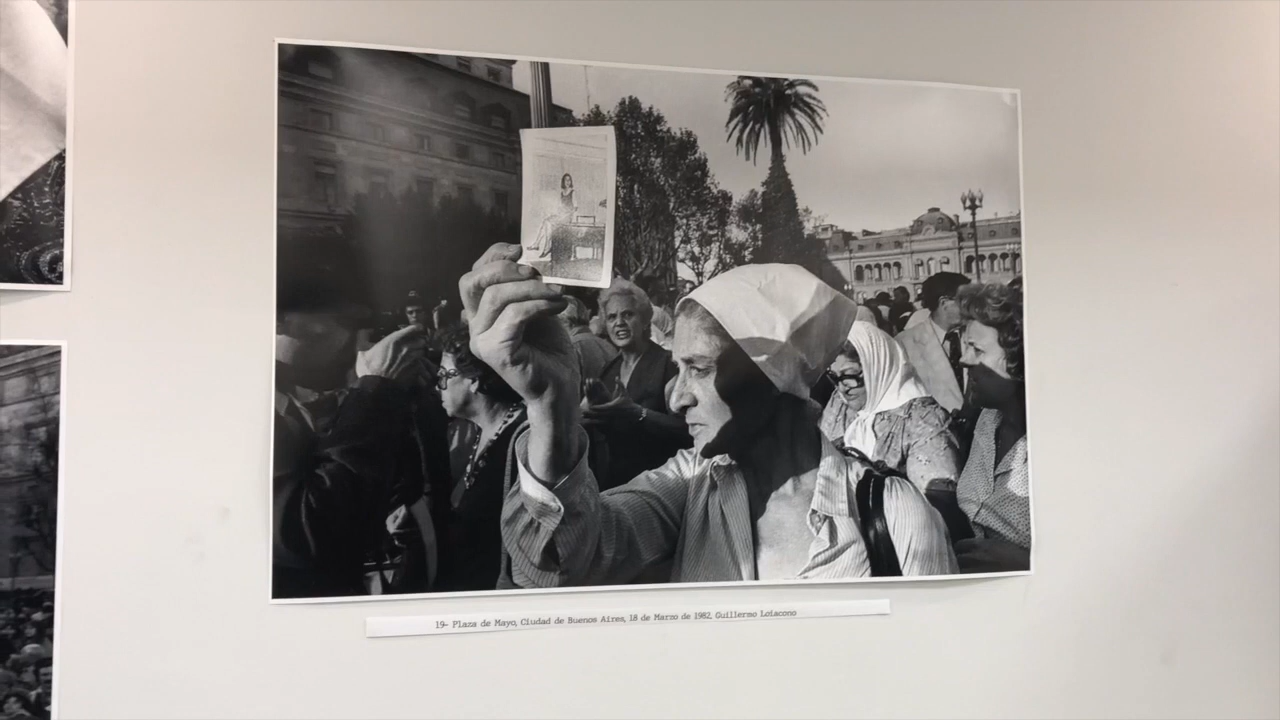 19- Plaza de Mayo, Ciudad de Buenos Aires, 18 de Marzo de 1982, Guillermo Loiacono